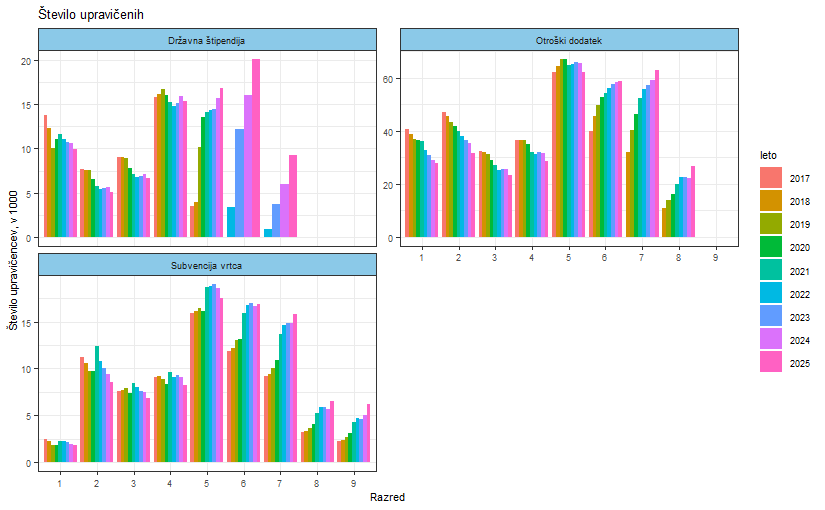 Število upravičenih
Državna štipendija
Otroški dodatek
20
15
10
5
0
60
40
20
0
1 2 3 4 5 6 7 8 9
Število upravičencev, v 1000
Subvencija vrtca
15
10
5
0
1 2 3 4 5 6 7 8 9
Razred
leto
2017
2018
2019
2020
2021
2022
2023
2024
2025